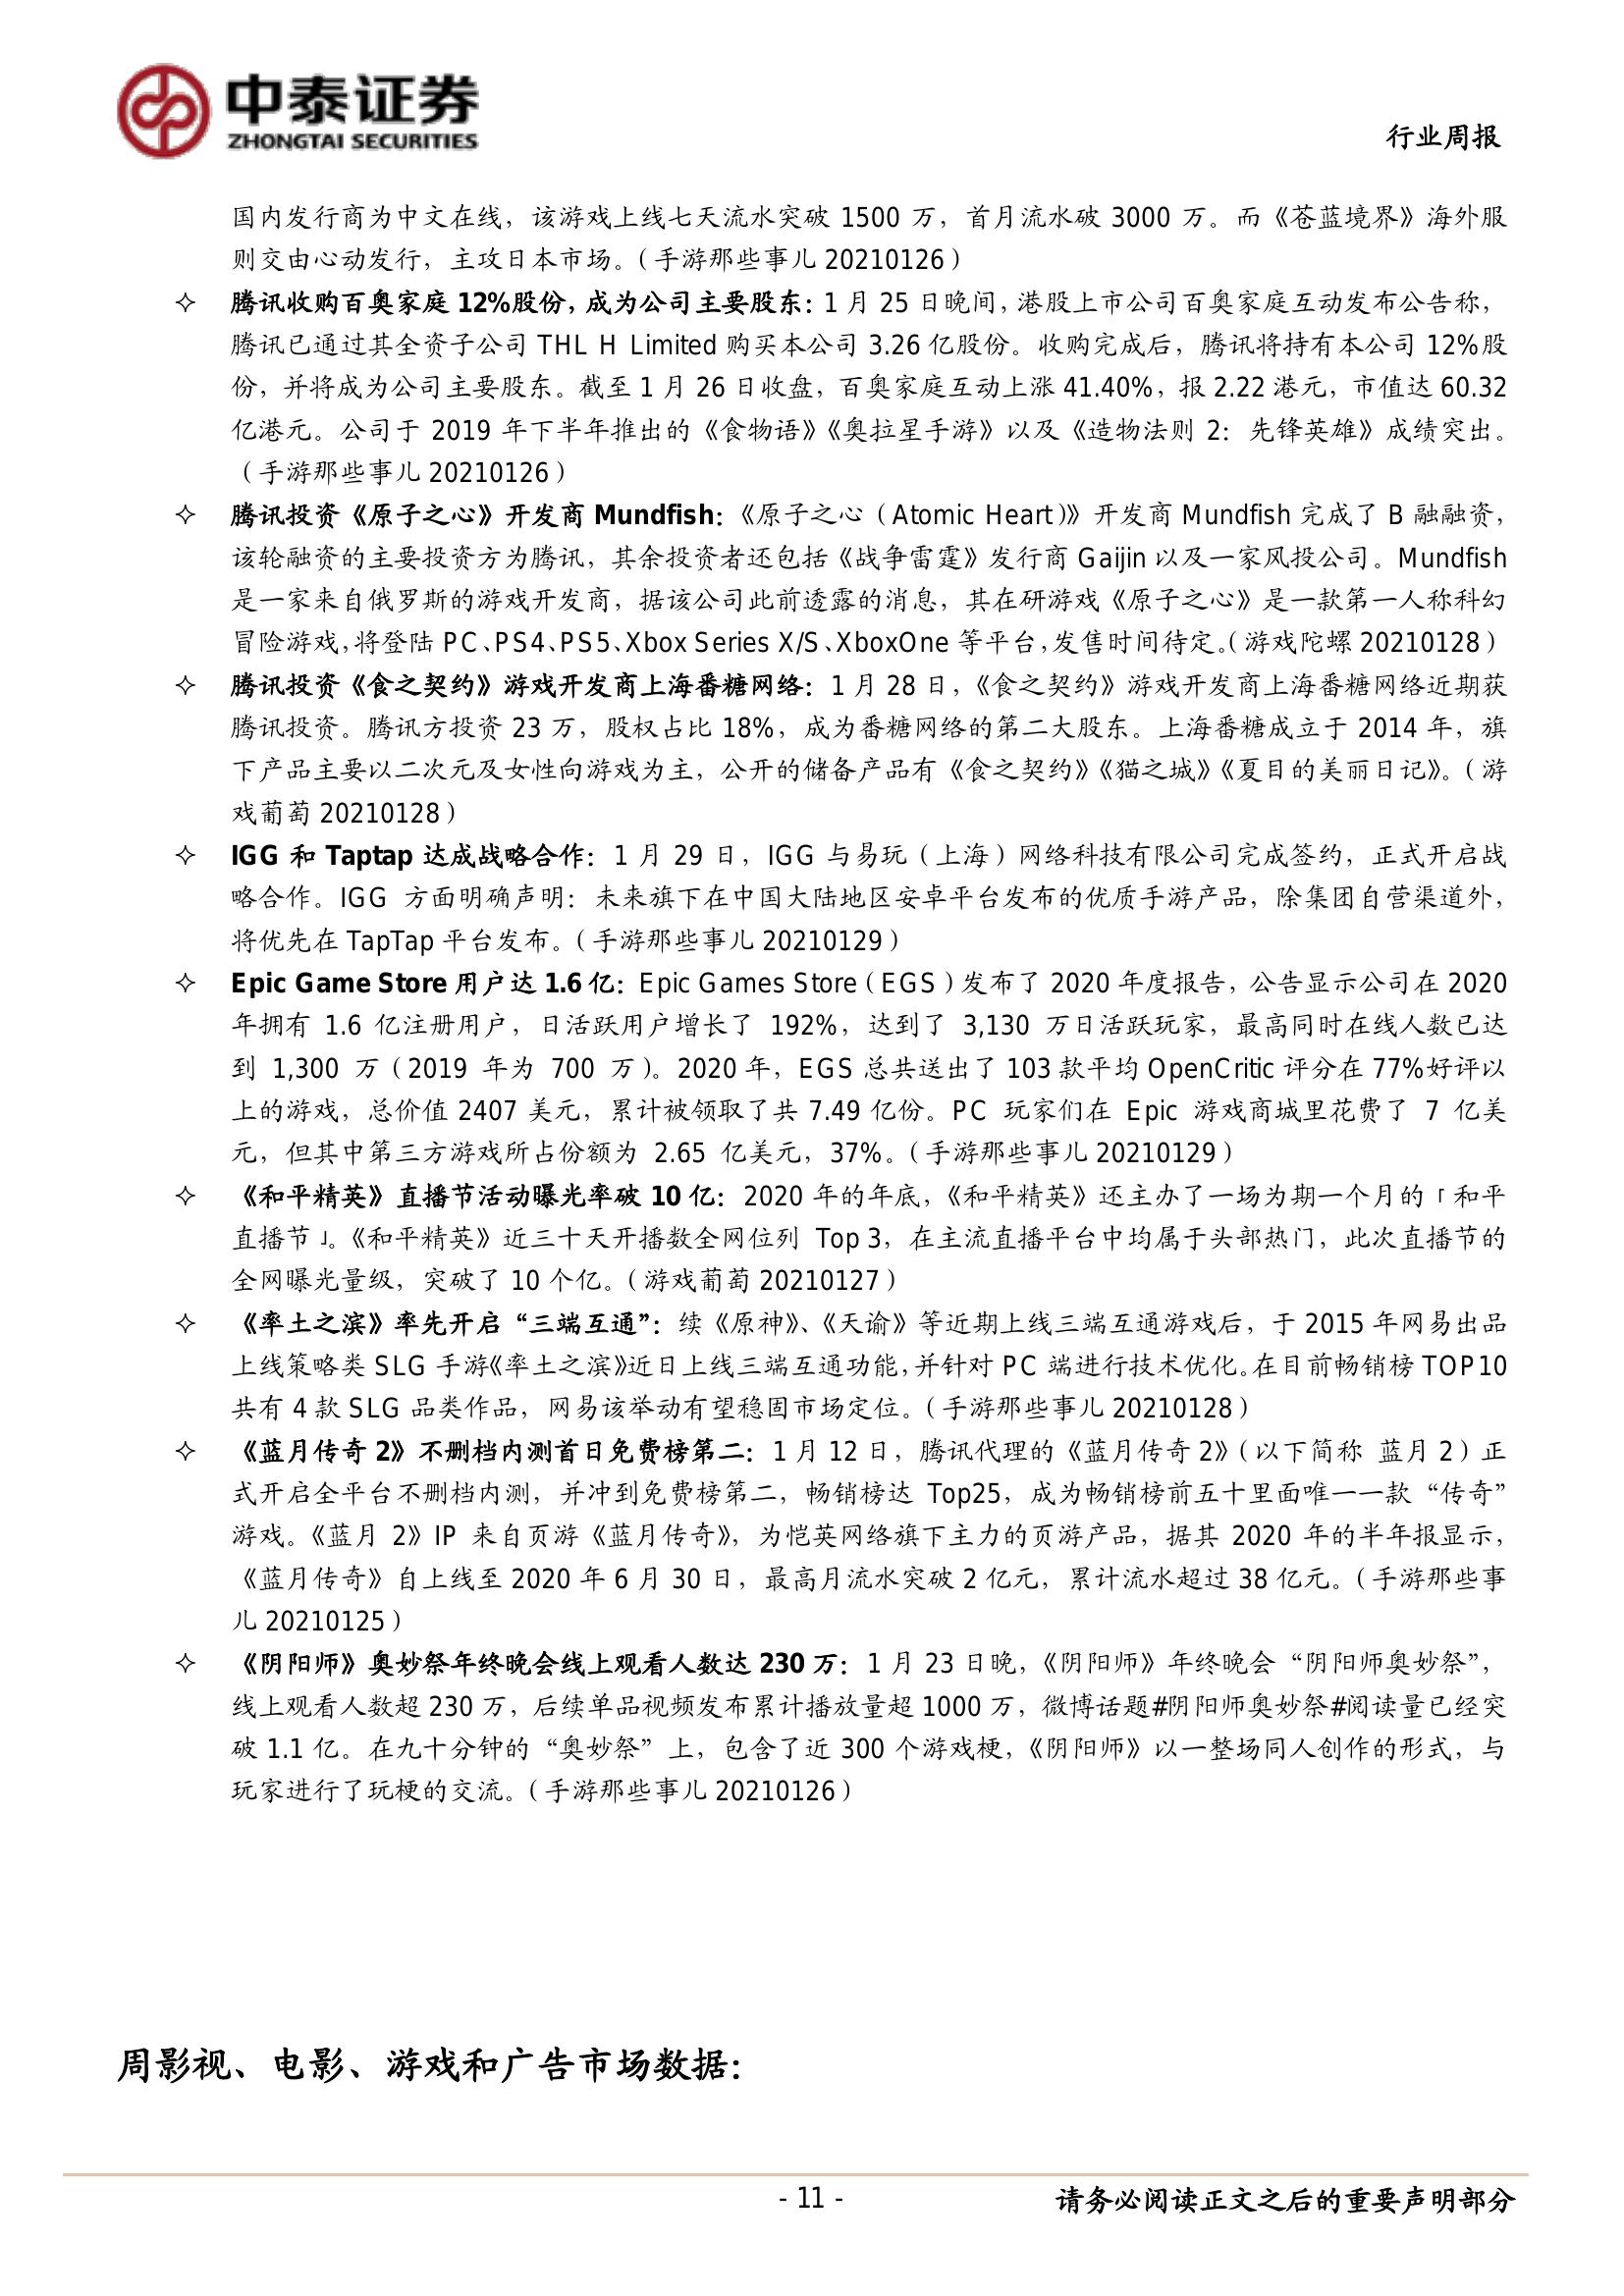 中泰证券
ZHONGTAI SECURITIES
行业周报
国内发行商为中文在线，该游戏上线七天流水突破 1500 万，首月流水破 3000 万。而《苍蓝境界》海外服
则交由心动发行，主攻日本市场。（手游那些事儿 20210126）
✧ 腾讯收购百奥家庭 12%股份，成为公司主要股东：1 月 25 日晚间，港股上市公司百奥家庭互动发布公告称，
腾讯已通过其全资子公司 THL H Limited 购买本公司 3.26 亿股份。收购完成后，腾讯将持有本公司 12%股
份，并将成为公司主要股东。截至 1 月 26 日收盘，百奥家庭互动上涨 41.40%，报 2.22 港元，市值达 60.32
亿港元。公司于 2019 年下半年推出的《食物语》《奥拉星手游》以及《造物法则 2：先锋英雄》成绩突出。
（手游那些事儿 20210126）
✧ 腾讯投资《原子之心》开发商 Mundfish：《原子之心（Atomic Heart）》开发商 Mundfish 完成了 B 融融资，
该轮融资的主要投资方为腾讯，其余投资者还包括《战争雷霆》发行商 Gaijin 以及一家风投公司。Mundfish
是一家来自俄罗斯的游戏开发商，据该公司此前透露的消息，其在研游戏《原子之心》是一款第一人称科幻
冒险游戏，将登陆 PC、PS4、PS5、Xbox Series X/S、XboxOne 等平台，发售时间待定。（游戏陀螺 20210128）
✧ 腾讯投资《食之契约》游戏开发商上海番糖网络：1 月 28 日，《食之契约》游戏开发商上海番糖网络近期获
腾讯投资。腾讯方投资 23 万，股权占比 18%，成为番糖网络的第二大股东。上海番糖成立于 2014 年，旗
下产品主要以二次元及女性向游戏为主，公开的储备产品有《食之契约》《猫之城》《夏目的美丽日记》。（游
戏葡萄 20210128）
✧ IGG 和 Taptap 达成战略合作：1 月 29 日，IGG 与易玩（上海）网络科技有限公司完成签约，正式开启战
略合作。IGG 方面明确声明：未来旗下在中国大陆地区安卓平台发布的优质手游产品，除集团自营渠道外，
将优先在 TapTap 平台发布。（手游那些事儿 20210129）
✧ Epic Game Store 用户达 1.6 亿：Epic Games Store（EGS）发布了 2020 年度报告，公告显示公司在 2020
年拥有 1.6 亿注册用户，日活跃用户增长了 192%，达到了 3,130 万日活跃玩家，最高同时在线人数已达
到 1,300 万（2019 年为 700 万）。2020 年，EGS 总共送出了 103 款平均 OpenCritic 评分在 77%好评以
上的游戏，总价值 2407 美元，累计被领取了共 7.49 亿份。PC 玩家们在 Epic 游戏商城里花费了 7 亿美
元，但其中第三方游戏所占份额为 2.65 亿美元，37%。（手游那些事儿 20210129）
✧ 《和平精英》直播节活动曝光率破 10 亿：2020 年的年底，《和平精英》还主办了一场为期一个月的「和平
直播节」。《和平精英》近三十天开播数全网位列 Top 3，在主流直播平台中均属于头部热门，此次直播节的
全网曝光量级，突破了 10 个亿。（游戏葡萄 20210127）
✧ 《率土之滨》率先开启“三端互通”：续《原神》、《天谕》等近期上线三端互通游戏后，于 2015 年网易出品
上线策略类 SLG 手游《率土之滨》近日上线三端互通功能，并针对 PC 端进行技术优化。在目前畅销榜 TOP10
共有 4 款 SLG 品类作品，网易该举动有望稳固市场定位。（手游那些事儿 20210128）
✧ 《蓝月传奇 2》不删档内测首日免费榜第二：1 月 12 日，腾讯代理的《蓝月传奇 2》（以下简称 蓝月 2）正
式开启全平台不删档内测，并冲到免费榜第二，畅销榜达 Top25，成为畅销榜前五十里面唯一一款“传奇”
游戏。《蓝月 2》IP 来自页游《蓝月传奇》，为恺英网络旗下主力的页游产品，据其 2020 年的半年报显示，
《蓝月传奇》自上线至 2020 年 6 月 30 日，最高月流水突破 2 亿元，累计流水超过 38 亿元。（手游那些事
儿 20210125）
✧ 《阴阳师》奥妙祭年终晚会线上观看人数达 230 万：1 月 23 日晚，《阴阳师》年终晚会“阴阳师奥妙祭”，
线上观看人数超 230 万，后续单品视频发布累计播放量超 1000 万，微博话题#阴阳师奥妙祭#阅读量已经突
破 1.1 亿。在九十分钟的“奥妙祭”上，包含了近 300 个游戏梗，《阴阳师》以一整场同人创作的形式，与
玩家进行了玩梗的交流。（手游那些事儿 20210126）
周影视、电影、游戏和广告市场数据：
- 11 -
请务必阅读正文之后的重要声明部分